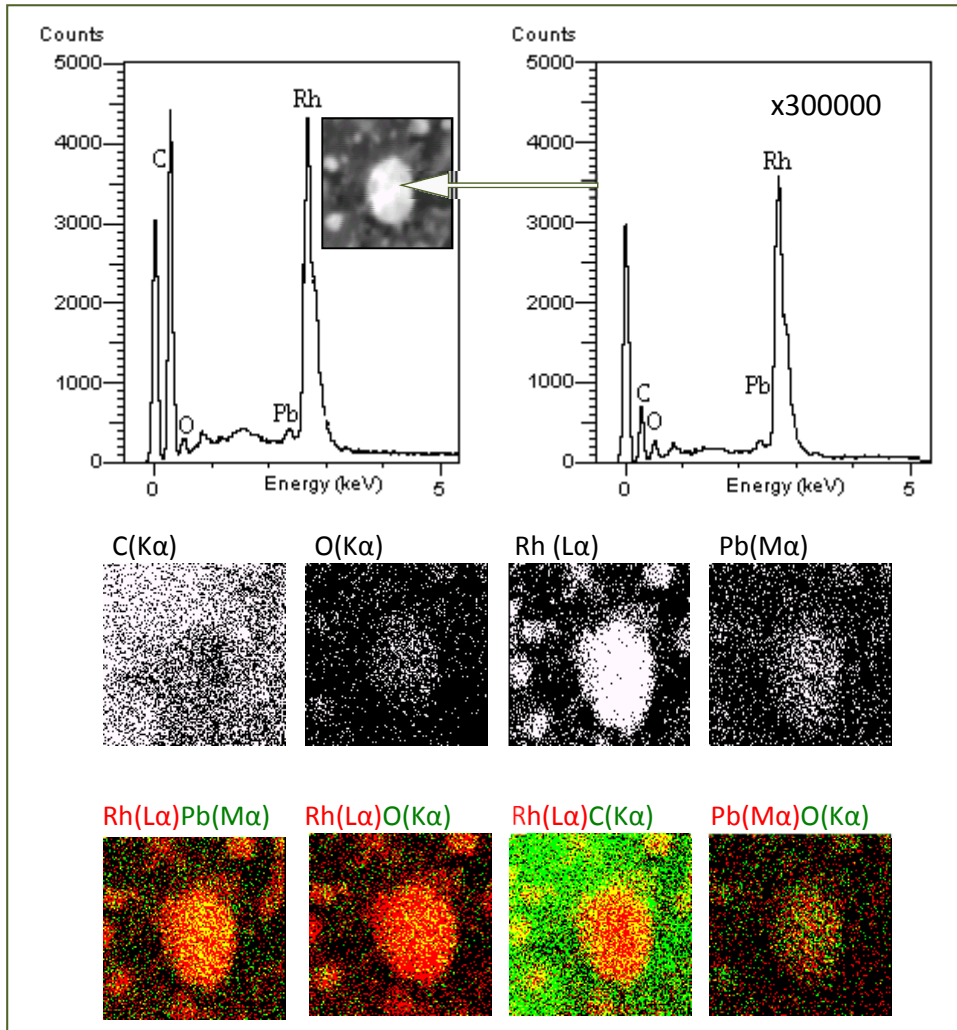 Counts
5000
4000
3000
2000
1000
0
C
O
Pb
Rh
0
Energy (keV)
5
Counts
5000
4000
3000
2000
1000
0
x300000
Rh
Pb
C
O
0
Energy (keV)
5
C(Kα) O(Kα) Rh (Lα) Pb(Mα)
Rh(Lα)Pb(Mα) Rh(Lα)O(Kα) Rh(Lα)C(Kα) Pb(Mα)O(Kα)